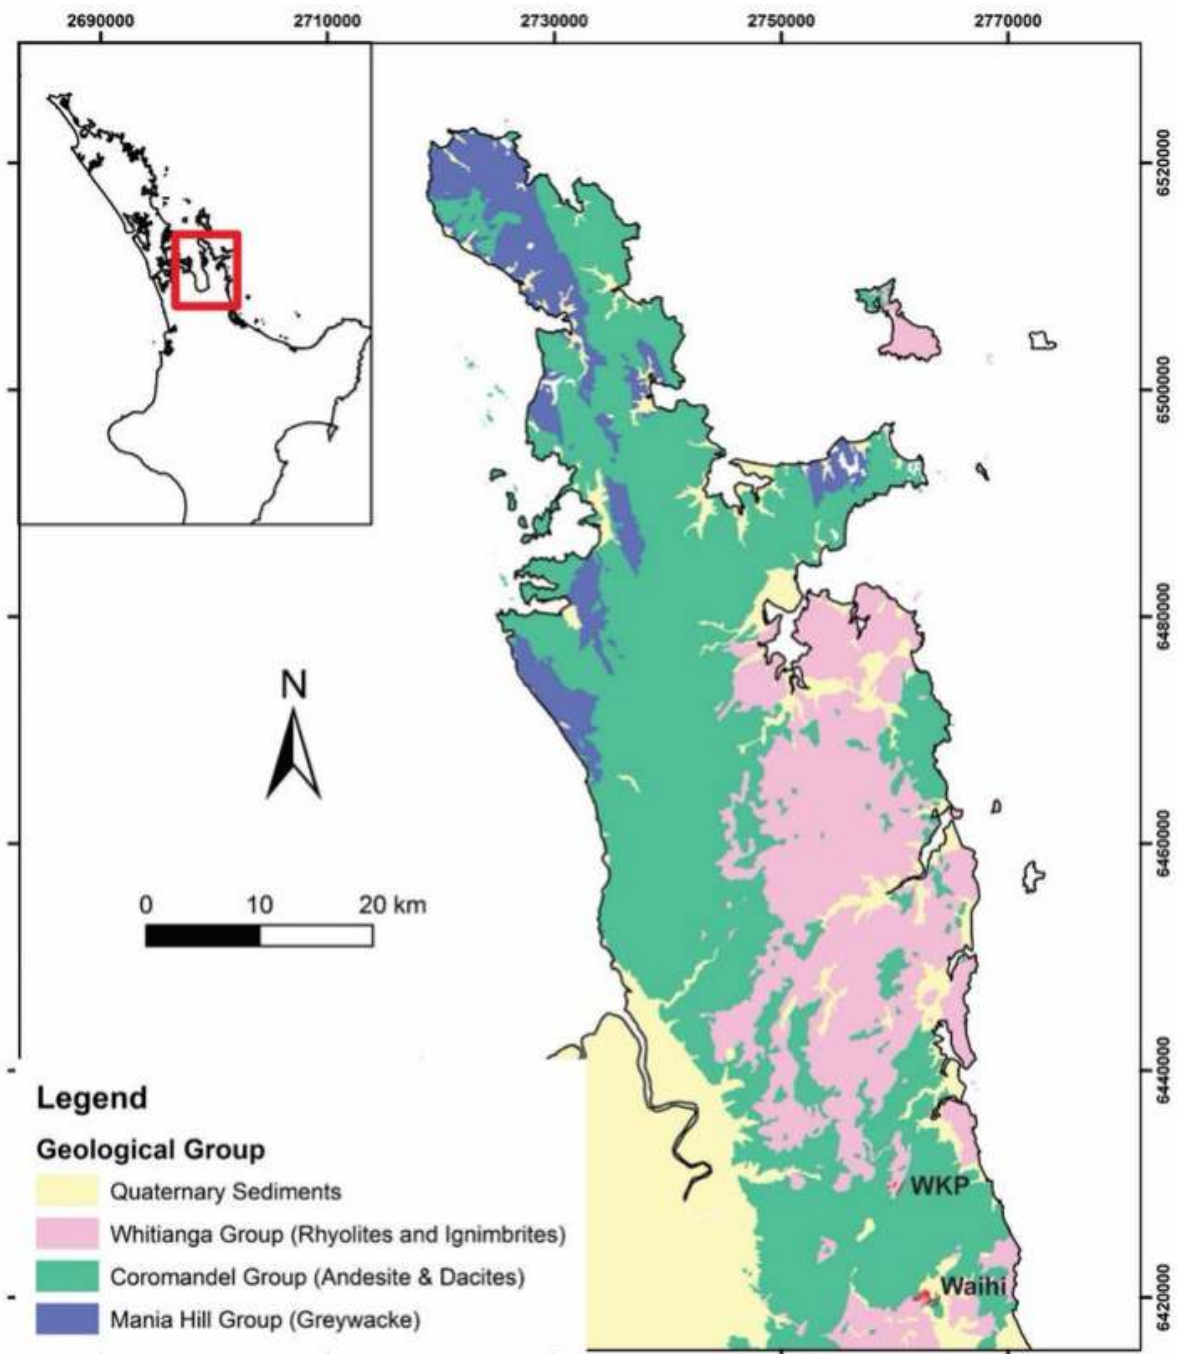 2690000 2710000 2730000 2750000 2770000
6520000
6500000
6480000
N
6460000
0 10 20 km
6440000
Legend
Geological Group
Quaternary Sediments
WKP
Whitianga Group (Rhyolites and Ignimbrites)
Coromandel Group (Andesite & Dacites)
Waihi
6420000
Mania Hill Group (Greywacke)